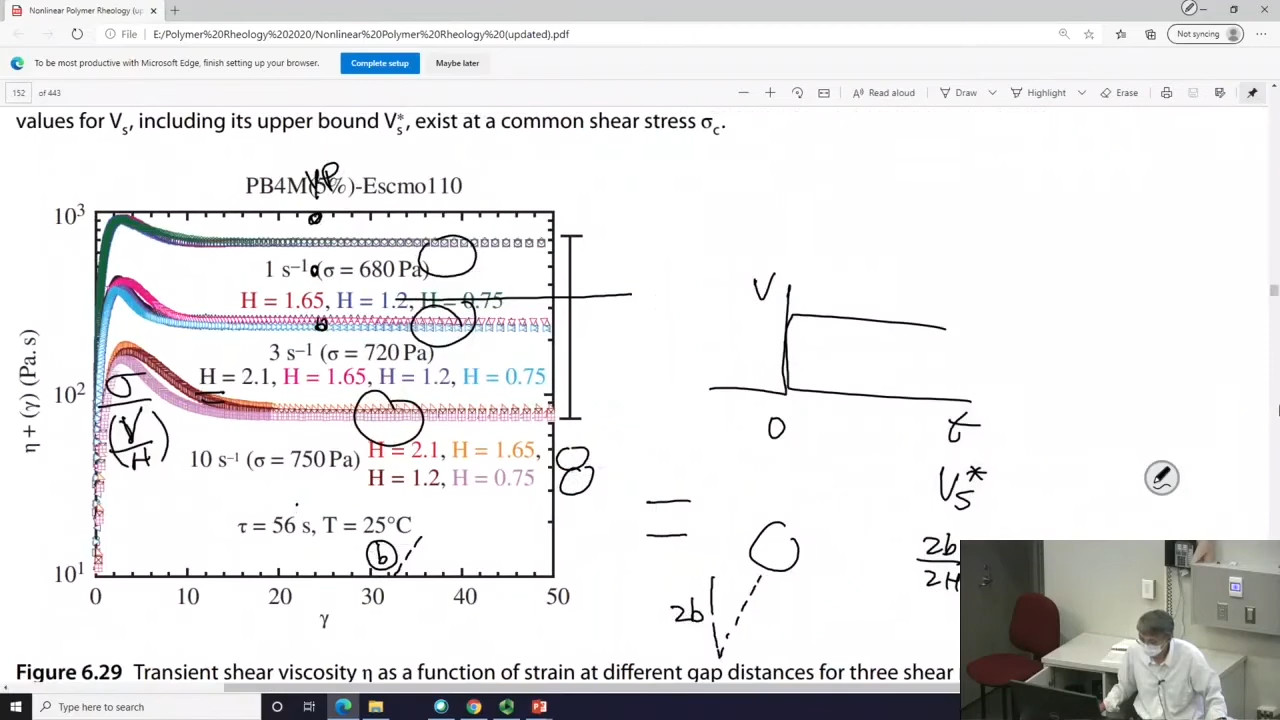 Nonlinear Polymer Rheology (up
File E:/Polymer%20Rheology%202020/Nonlinear%20Polymer%20Rheology%20(updated).pdf
Not syncing
To be most productive with Microsoft Edge, finish setting up your browser.
Complete setup
Maybe later
152 of 443
Read aloud
Draw
Highlight
Erase
values for Vs, including its upper bound Vs*, exist at a common shear stress σc.
PB4M(5%)-Escmo110
10³
1 s⁻¹ (σ = 680 Pa)
H = 1.65, H = 1.2, H = 0.75
3 s⁻¹ (σ = 720 Pa)
H = 2.1, H = 1.65, H = 1.2, H = 0.75
10²
η + (γ) (Pa. s)
10 s⁻¹ (σ = 750 Pa)
H = 2.1, H = 1.65,
H = 1.2, H = 0.75
τ = 56 s, T = 25°C
10¹
0 10 20 30 40 50
γ
σ
(V/H)
b
8
=
V
0
t
Vs*
2b
2b
2H
Figure 6.29 Transient shear viscosity η as a function of strain at different gap distances for three shear
Type here to search